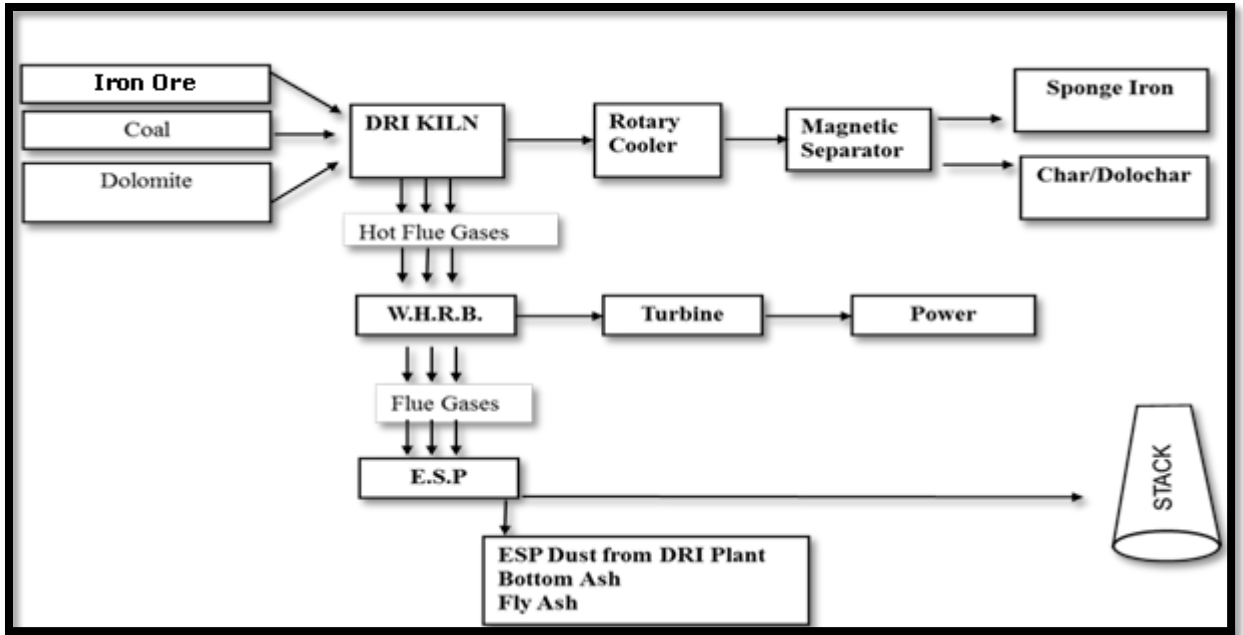 Iron Ore
Coal
Dolomite
DRI KILN
Rotary
Cooler
Magnetic
Separator
Sponge Iron
Char/Dolochar
Hot Flue Gases
W.H.R.B.
Turbine
Power
Flue Gases
E.S.P
STACK
ESP Dust from DRI Plant
Bottom Ash
Fly Ash